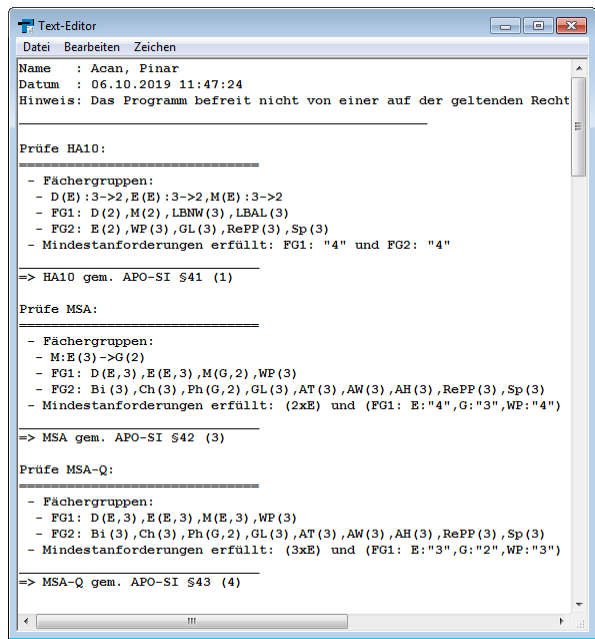 Text-Editor
Datei Bearbeiten Zeichen
Name   : Acan, Pinar
Datum  : 06.10.2019 11:47:24
Hinweis: Das Programm befreit nicht von einer auf der geltenden Recht
Prüfe HA10:
==============================
- Fächergruppen:
- D(E):3->2,E(E):3->2,M(E):3->2
- FG1: D(2),M(2),LBNW(3),LBAL(3)
- FG2: E(2),WP(3),GL(3),RePP(3),Sp(3)
- Mindestanforderungen erfüllt: FG1: "4" und FG2: "4"
=> HA10 gem. APO-SI §41 (1)
Prüfe MSA:
==============================
- Fächergruppen:
- M:E(3)->G(2)
- FG1: D(E,3),E(E,3),M(G,2),WP(3)
- FG2: Bi(3),Ch(3),Ph(G,2),GL(3),AT(3),AW(3),AH(3),RePP(3),Sp(3)
- Mindestanforderungen erfüllt: (2xE) und (FG1: E:"4",G:"3",WP:"4")
=> MSA gem. APO-SI §42 (3)
Prüfe MSA-Q:
==============================
- Fächergruppen:
- FG1: D(E,3),E(E,3),M(E,3),WP(3)
- FG2: Bi(3),Ch(3),Ph(G,2),GL(3),AT(3),AW(3),AH(3),RePP(3),Sp(3)
- Mindestanforderungen erfüllt: (3xE) und (FG1: E:"3",G:"2",WP:"3")
=> MSA-Q gem. APO-SI §43 (4)